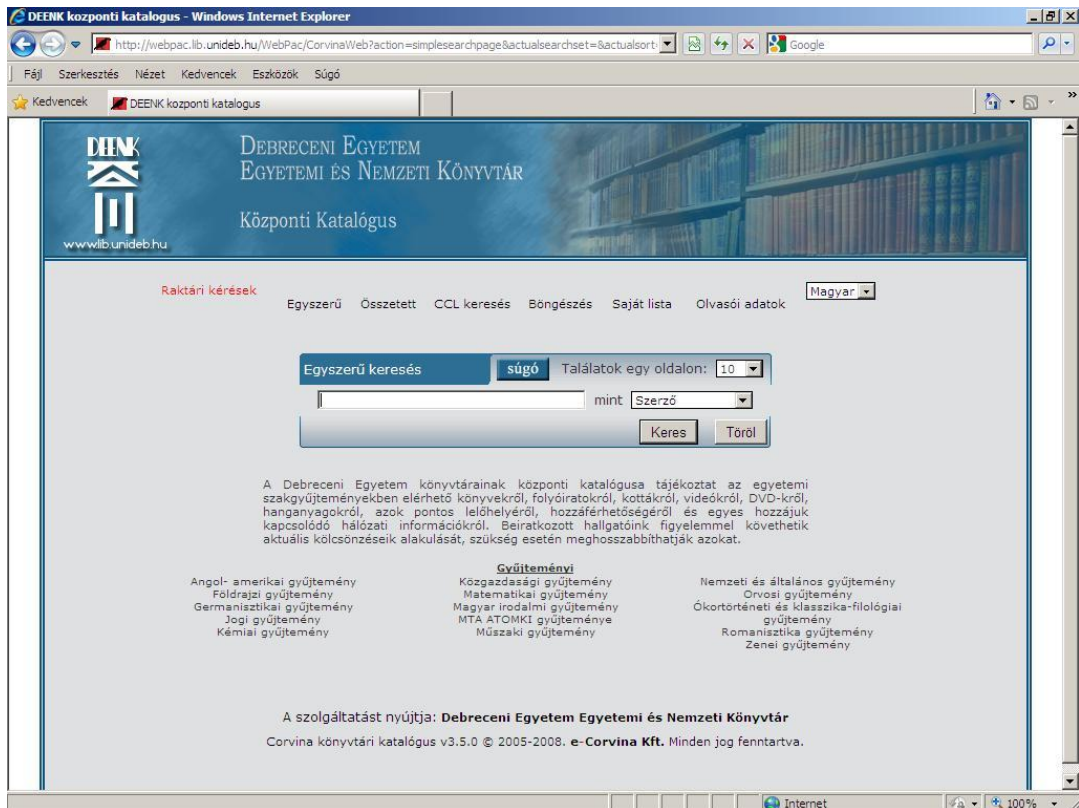 DEENK kozponti katalogus - Windows Internet Explorer
http://webpac.lib.unideb.hu/WebPac/CorvinaWeb?action=simplesearchpage&actualsearchset=&actualsort
Google
Fájl Szerkesztés Nézet Kedvencek Eszközök Súgó
Kedvencek DEENK kozponti katalogus
DEENK
www.lib.unideb.hu
DEBRECENI EGYETEM
EGYETEMI ÉS NEMZETI KÖNYVTÁR
Központi Katalógus
Raktári kérések
Egyszerű Összetett CCL keresés Böngészés Saját lista Olvasói adatok Magyar
Egyszerű keresés súgó Találatok egy oldalon: 10
mint Szerző
Keres Töröl
A Debreceni Egyetem könyvtárainak központi katalógusa tájékoztat az egyetemi
szakgyűjteményekben elérhető könyvekről, folyóiratokról, kottákról, videókról, DVD-kről,
hanganyagokról, azok pontos lelőhelyéről, hozzáférhetőségéről és egyes hozzájuk
kapcsolódó hálózati információkról. Beiratkozott hallgatóink figyelemmel követhetik
aktuális kölcsönzéseik alakulását, szükség esetén meghosszabbíthatják azokat.
Gyűjteményi
Angol- amerikai gyűjtemény
Földrajzi gyűjtemény
Germanisztikai gyűjtemény
Jogi gyűjtemény
Kémiai gyűjtemény
Közgazdasági gyűjtemény
Matematikai gyűjtemény
Magyar irodalmi gyűjtemény
MTA ATOMKI gyűjteménye
Műszaki gyűjtemény
Nemzeti és általános gyűjtemény
Orvosi gyűjtemény
Ókortörténeti és klasszika-filológiai
gyűjtemény
Romanisztika gyűjtemény
Zenei gyűjtemény
A szolgáltatást nyújtja: Debreceni Egyetem Egyetemi és Nemzeti Könyvtár
Corvina könyvtári katalógus v3.5.0 © 2005-2008. e-Corvina Kft. Minden jog fenntartva.
Internet 100%